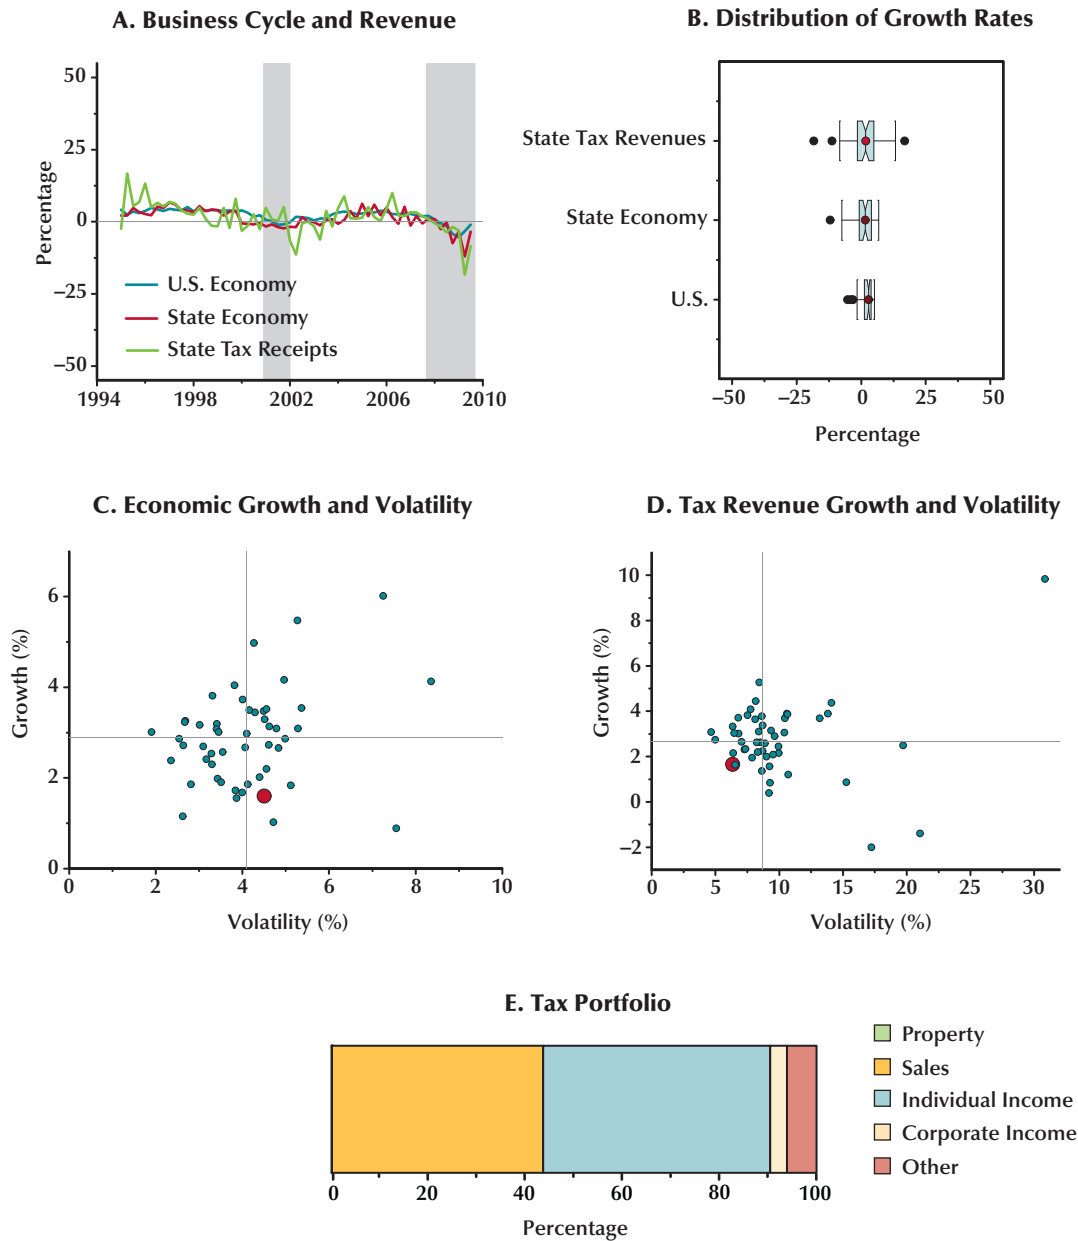 A. Business Cycle and Revenue
50
25
0
−25
−50
Percentage
U.S. Economy
State Economy
State Tax Receipts
1994 1998 2002 2006 2010
B. Distribution of Growth Rates
State Tax Revenues
State Economy
U.S.
−50 −25 0 25 50
Percentage
C. Economic Growth and Volatility
6
4
2
0
Growth (%)
0 2 4 6 8 10
Volatility (%)
D. Tax Revenue Growth and Volatility
10
8
6
4
2
0
−2
Growth (%)
0 5 10 15 20 25 30
Volatility (%)
E. Tax Portfolio
0 20 40 60 80 100
Percentage
Property
Sales
Individual Income
Corporate Income
Other